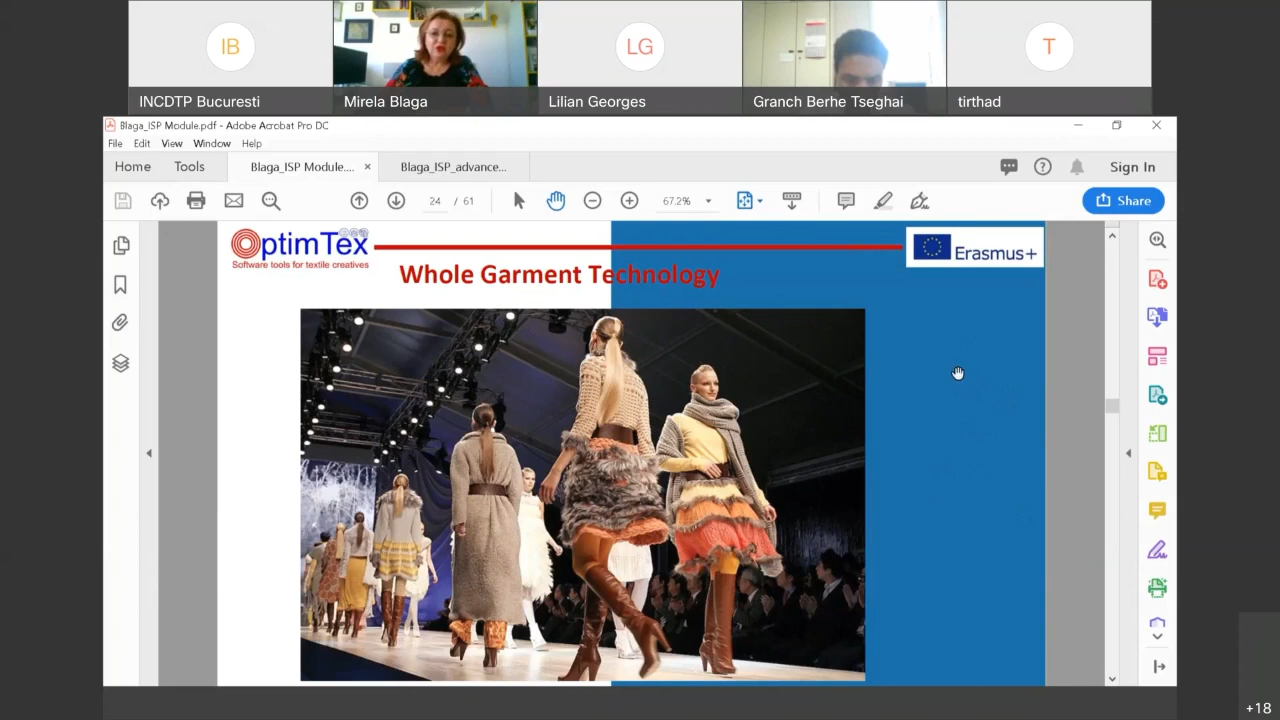 IB
LG
T
INCDTP Bucuresti
Mirela Blaga
Lilian Georges
Granch Berhe Tseghai
tirthad
Blaga_ISP Module.pdf - Adobe Acrobat Pro DC
File Edit View Window Help
Home Tools Blaga_ISP Module.... × Blaga_ISP_advance... Sign In
24 / 61 67.2% Share
OptimTex
Software tools for textile creatives
Erasmus+
Whole Garment Technology
+18